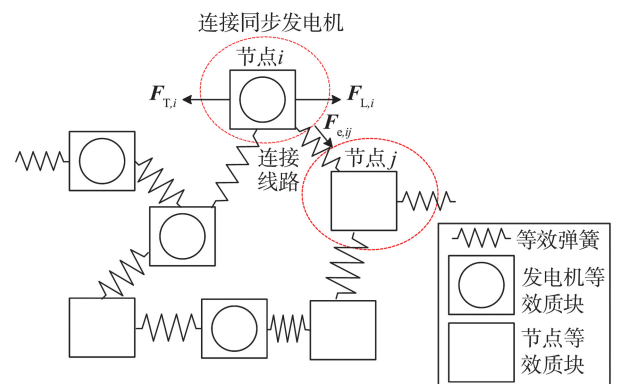 连接同步发电机
节点i
F_T,i
F_L,i
F_e,ij
连接
线路
节点j
等效弹簧
发电机等
效质块
节点等
效质块